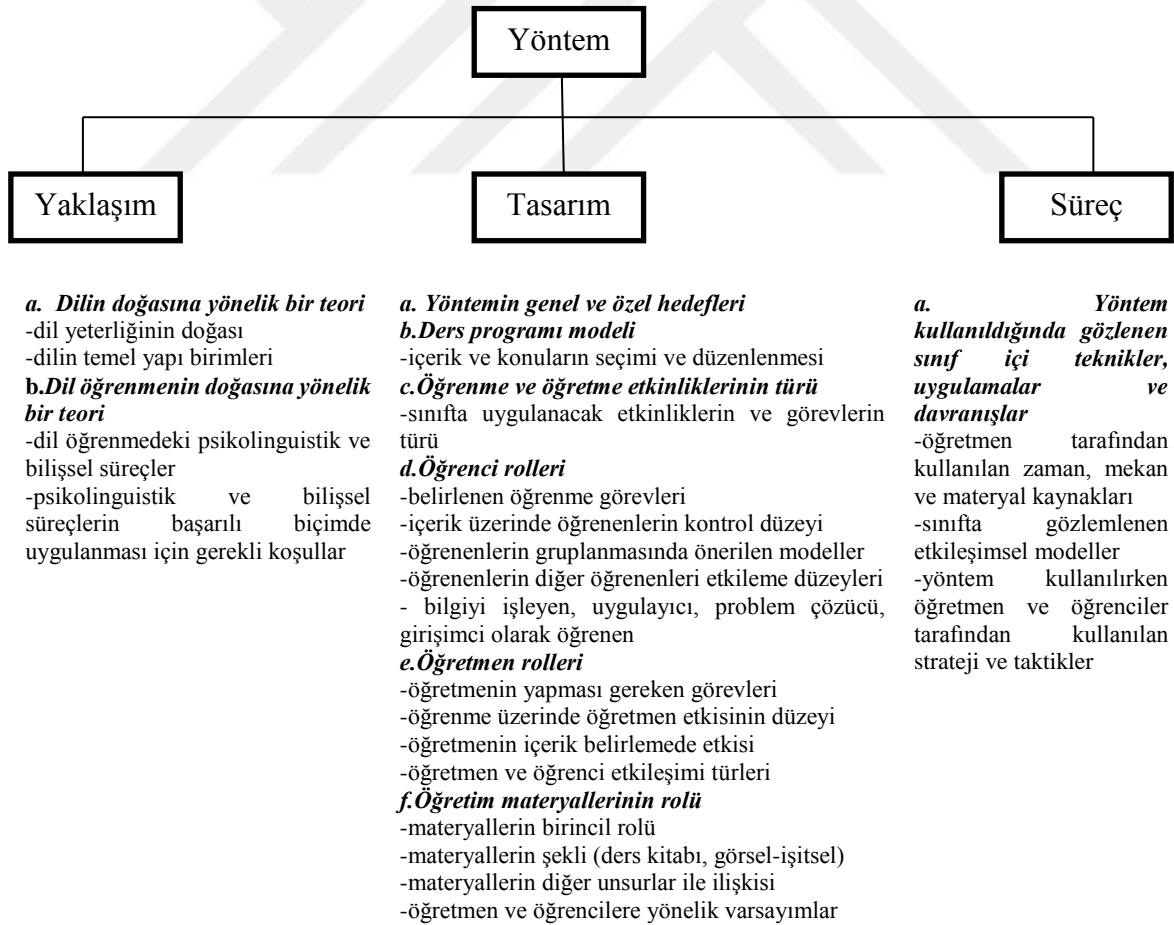 Yöntem
Yaklaşım
Tasarım
Süreç
a. Dilin doğasına yönelik bir teori
-dil yeterliğinin doğası
-dilin temel yapı birimleri
b.Dil öğrenmenin doğasına yönelik
bir teori
-dil öğrenmedeki psikolinguistik ve
bilişsel süreçler
-psikolinguistik ve bilişsel
süreçlerin başarılı biçimde
uygulanması için gerekli koşullar
a. Yöntemin genel ve özel hedefleri
b.Ders programı modeli
-içerik ve konuların seçimi ve düzenlenmesi
c.Öğrenme ve öğretme etkinliklerinin türü
-sınıfta uygulanacak etkinliklerin ve görevlerin
türü
d.Öğrenci rolleri
-belirlenen öğrenme görevleri
-içerik üzerinde öğrenenlerin kontrol düzeyi
-öğrenenlerin gruplanmasında önerilen modeller
-öğrenenlerin diğer öğrenenleri etkileme düzeyleri
- bilgiyi işleyen, uygulayıcı, problem çözücü,
girişimci olarak öğrenen
e.Öğretmen rolleri
-öğretmenin yapması gereken görevleri
-öğrenme üzerinde öğretmen etkisinin düzeyi
-öğretmenin içerik belirlemede etkisi
-öğretmen ve öğrenci etkileşimi türleri
f.Öğretim materyallerinin rolü
-materyallerin birincil rolü
-materyallerin şekli (ders kitabı, görsel-işitsel)
-materyallerin diğer unsurlar ile ilişkisi
-öğretmen ve öğrencilere yönelik varsayımlar
a. Yöntem
kullanıldığında gözlenen
sınıf içi teknikler,
uygulamalar ve
davranışlar
-öğretmen tarafından
kullanılan zaman, mekan
ve materyal kaynakları
-sınıfta gözlemlenen
etkileşimsel modeller
-yöntem kullanılırken
öğretmen ve öğrenciler
tarafından kullanılan
strateji ve taktikler